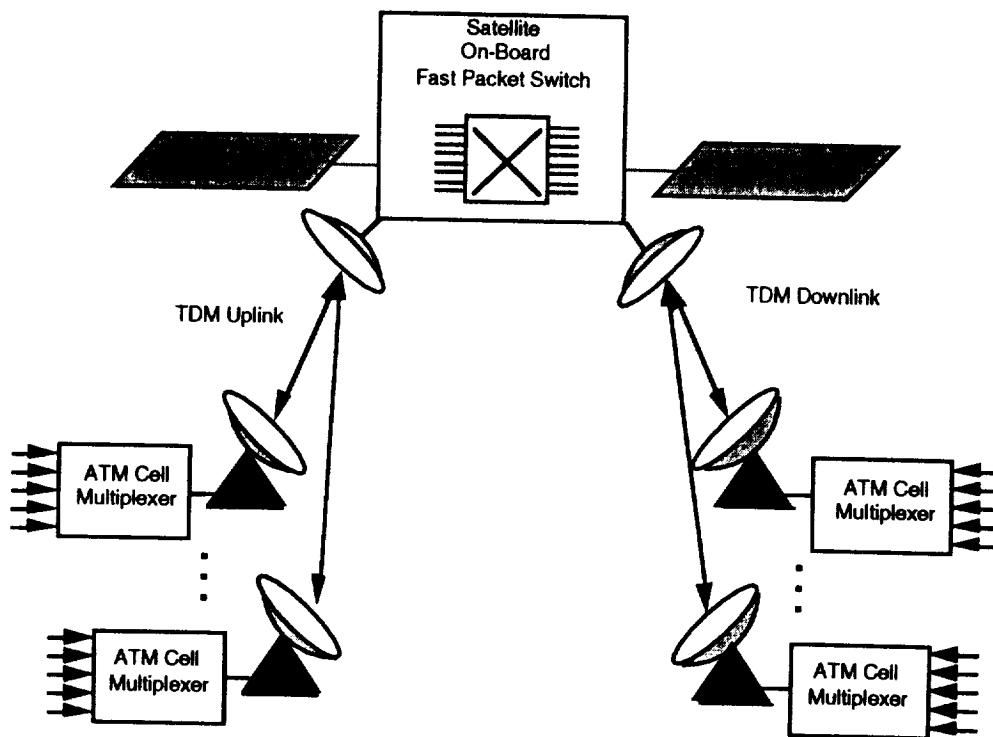 Satellite
On-Board
Fast Packet Switch
TDM Uplink
TDM Downlink
ATM Cell
Multiplexer
ATM Cell
Multiplexer
ATM Cell
Multiplexer
ATM Cell
Multiplexer